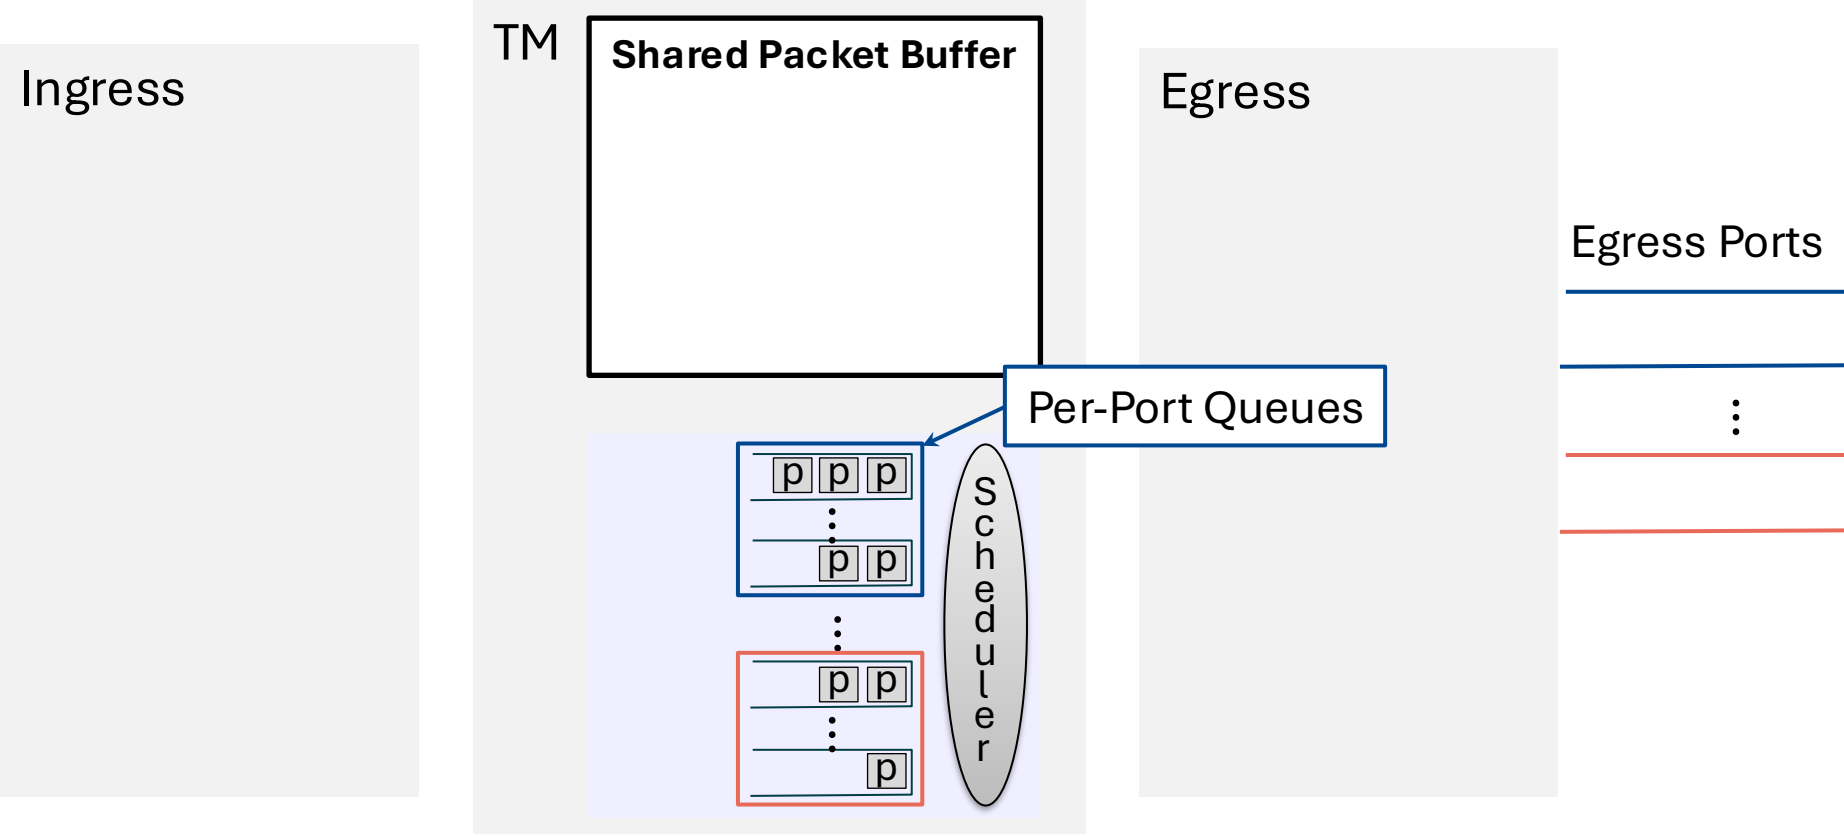 Ingress
TM
Shared Packet Buffer
Egress
Egress Ports
Per-Port Queues
p p p
p p
p p
p
Scheduler